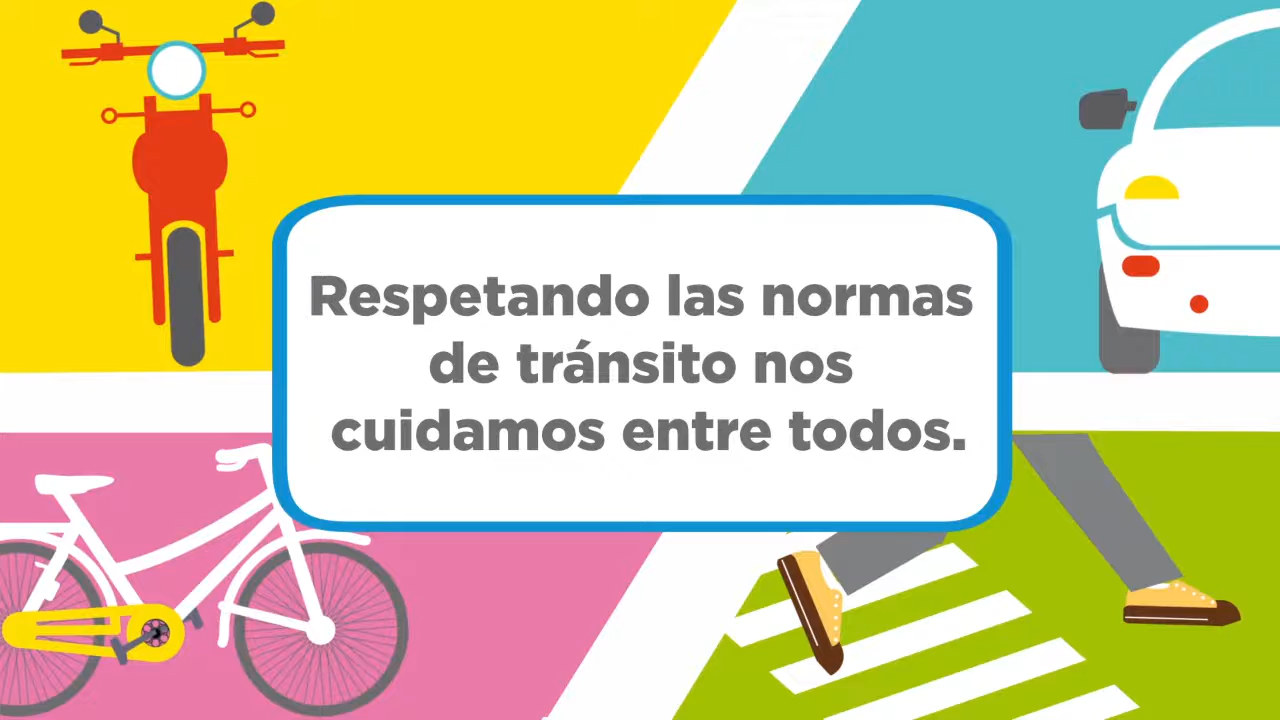 Respetando las normas
de tránsito nos
cuidamos entre todos.